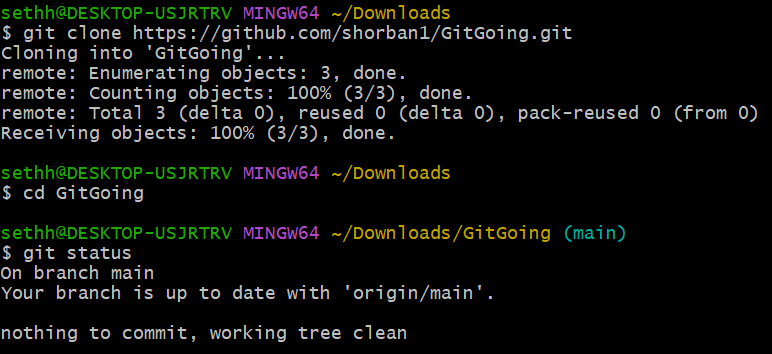 sethh@DESKTOP-USJRTRV MINGW64 ~/Downloads
$ git clone https://github.com/shorban1/GitGoing.git
Cloning into 'GitGoing'...
remote: Enumerating objects: 3, done.
remote: Counting objects: 100% (3/3), done.
remote: Total 3 (delta 0), reused 0 (delta 0), pack-reused 0 (from 0)
Receiving objects: 100% (3/3), done.
sethh@DESKTOP-USJRTRV MINGW64 ~/Downloads
$ cd GitGoing
sethh@DESKTOP-USJRTRV MINGW64 ~/Downloads/GitGoing (main)
$ git status
On branch main
Your branch is up to date with 'origin/main'.
nothing to commit, working tree clean